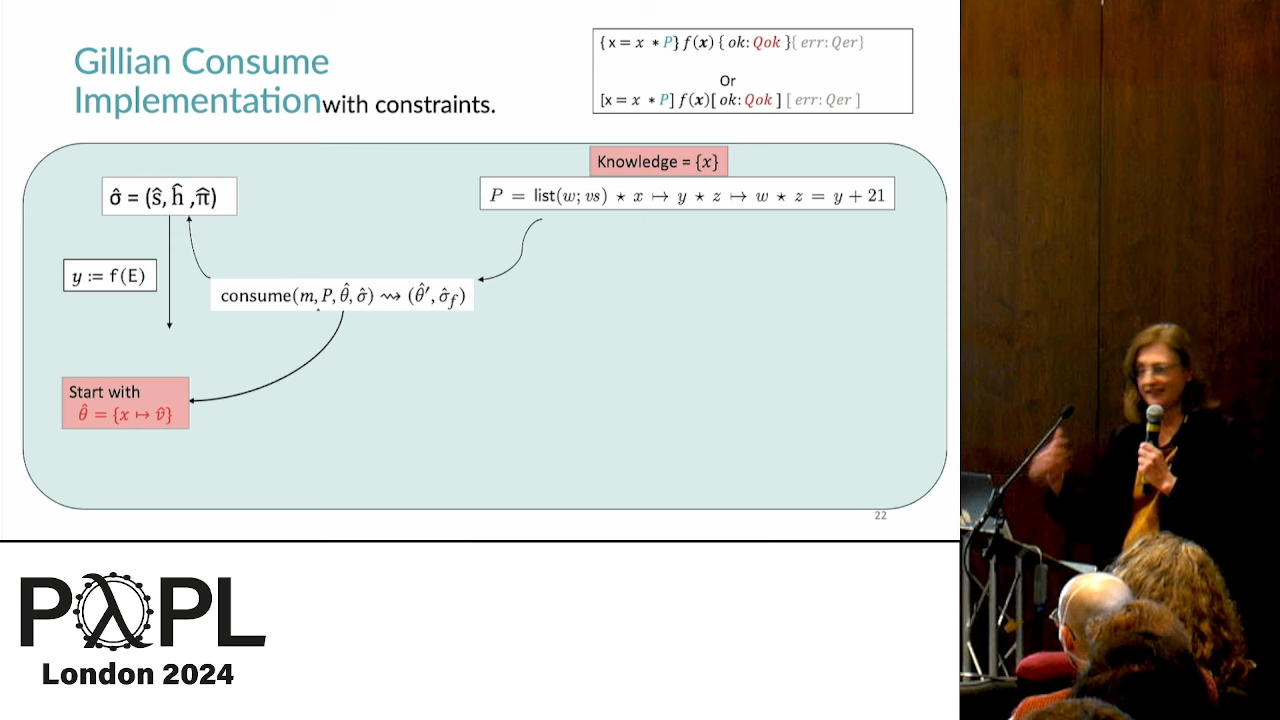 Gillian Consume
Implementation with constraints.
{ x = x ∗ P} f(x) { ok: Qok }{ err: Qer}
Or
[x = x ∗ P] f(x)[ ok: Qok ] [ err: Qer ]
Knowledge = {x}
σ̂ = (ŝ, ĥ ,π̂)
P = list(w; vs) ⋆ x ↦ y ⋆ z ↦ w ⋆ z = y + 21
y := f(E)
consume(m, P, θ̂, σ̂) ⇝ (θ̂′, σ̂f)
Start with
θ̂ = {x ↦ v̂}
22
PλPL
London 2024